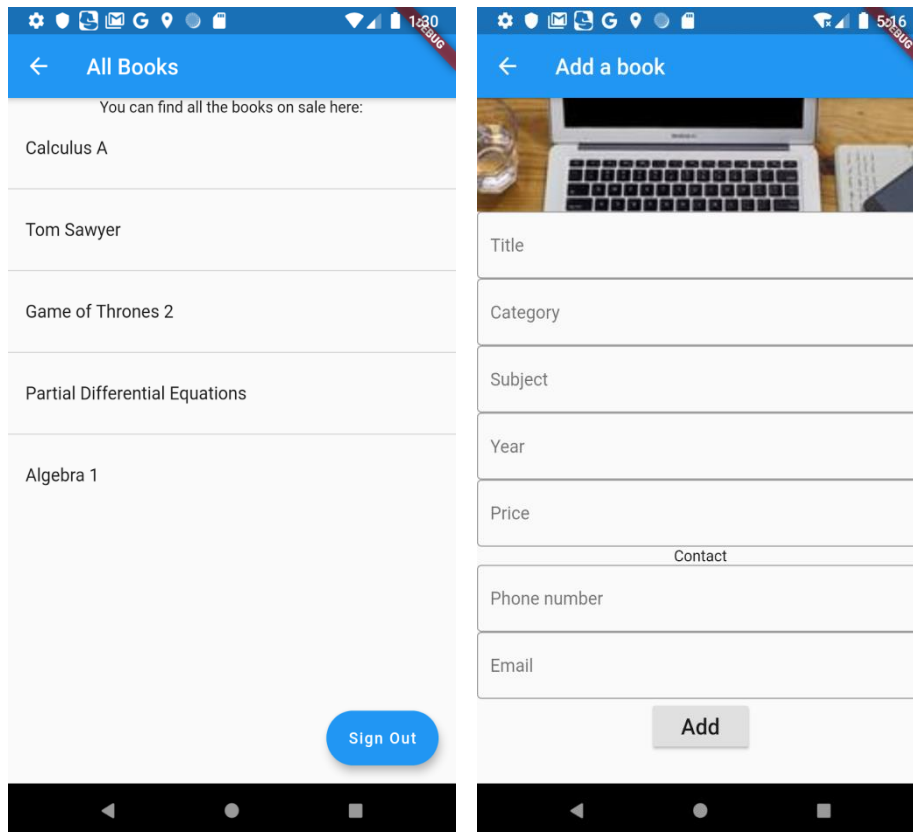 1:30
DEBUG
All Books
You can find all the books on sale here:
Calculus A
Tom Sawyer
Game of Thrones 2
Partial Differential Equations
Algebra 1
Sign Out
5:16
DEBUG
Add a book
Title
Category
Subject
Year
Price
Contact
Phone number
Email
Add